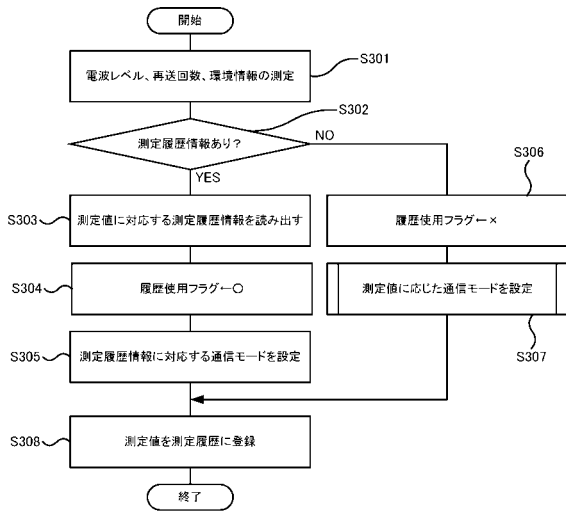 開始
電波レベル、再送回数、環境情報の測定
S301
測定履歴情報あり?
S302
NO
YES
S303
測定値に対応する測定履歴情報を読み出す
S306
履歴使用フラグ←×
S304
履歴使用フラグ←○
測定値に応じた通信モードを設定
S307
S305
測定履歴情報に対応する通信モードを設定
S308
測定値を測定履歴に登録
終了